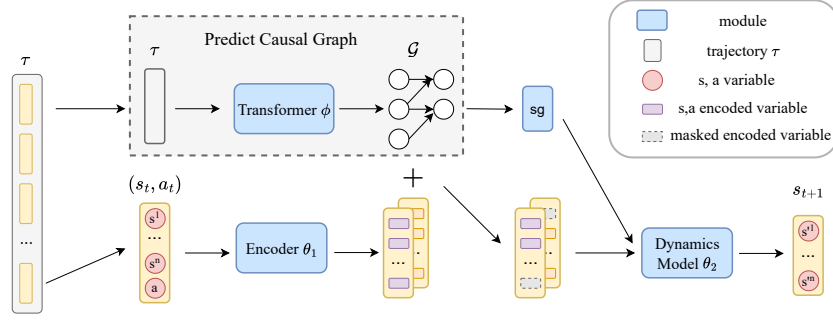 Predict Causal Graph
τ
τ
𝒢
Transformer ϕ
sg
module
trajectory τ
s, a variable
s,a encoded variable
masked encoded variable
...
(s_t, a_t)
s^1
...
s^n
a
Encoder θ_1
+
...
.
...
.
Dynamics
Model θ_2
s_{t+1}
s'^1
...
s'^n